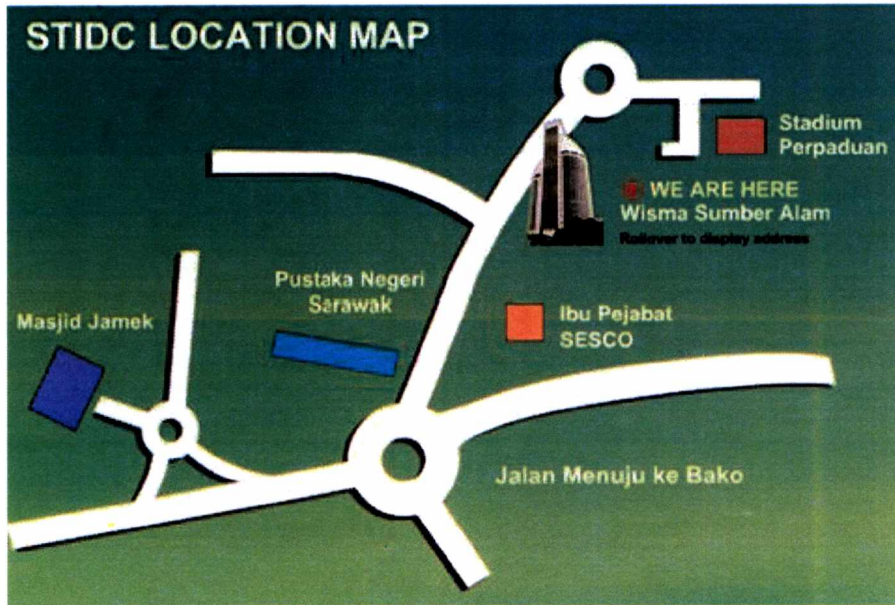 STIDC LOCATION MAP
Stadium
Perpaduan
WE ARE HERE
Wisma Sumber Alam
Rollover to display address
Pustaka Negeri
Sarawak
Masjid Jamek
Ibu Pejabat
SESCO
Jalan Menuju ke Bako